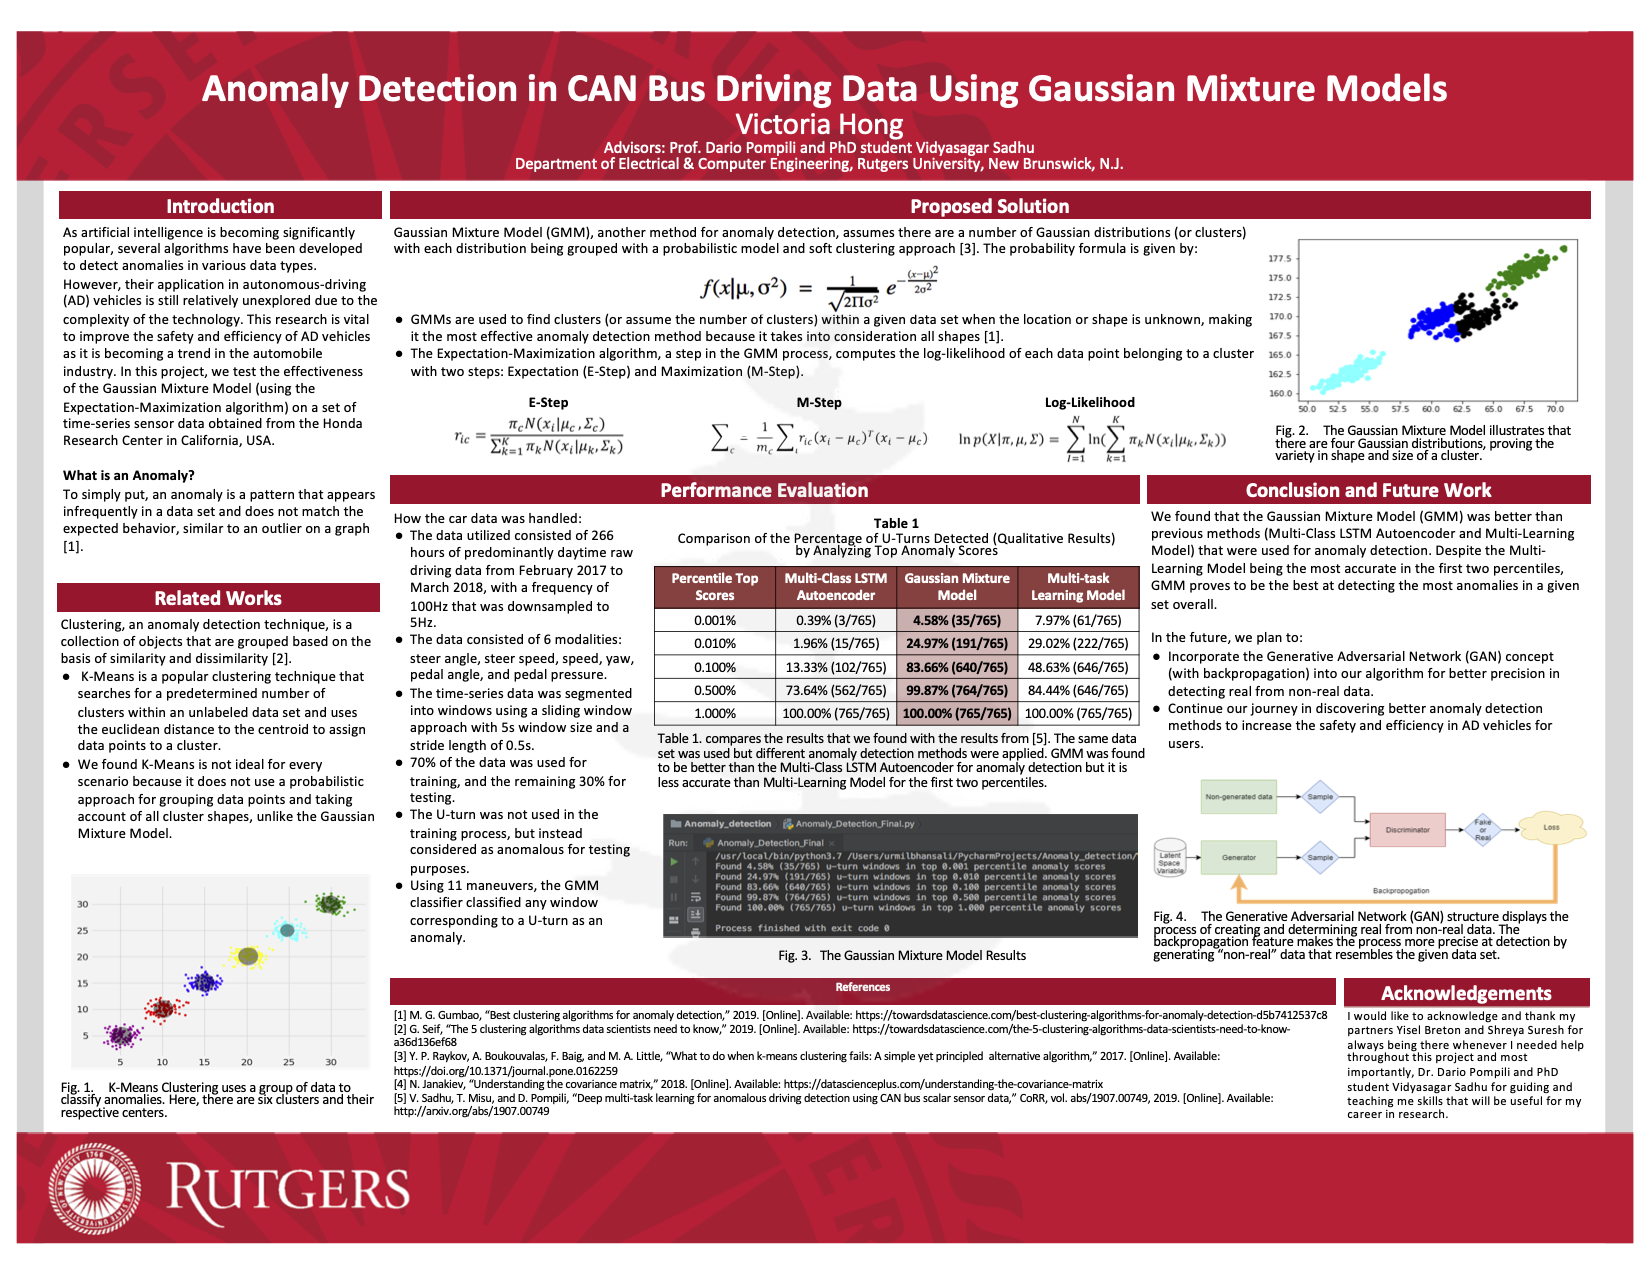 Anomaly Detection in CAN Bus Driving Data Using Gaussian Mixture Models
Victoria Hong
Advisors: Prof. Dario Pompili and PhD student Vidyasagar Sadhu
Department of Electrical & Computer Engineering, Rutgers University, New Brunswick, N.J.
Introduction
As artificial intelligence is becoming significantly
popular, several algorithms have been developed
to detect anomalies in various data types.
However, their application in autonomous-driving
(AD) vehicles is still relatively unexplored due to the
complexity of the technology. This research is vital
to improve the safety and efficiency of AD vehicles
as it is becoming a trend in the automobile
industry. In this project, we test the effectiveness
of the Gaussian Mixture Model (using the
Expectation-Maximization algorithm) on a set of
time-series sensor data obtained from the Honda
Research Center in California, USA.
What is an Anomaly?
To simply put, an anomaly is a pattern that appears
infrequently in a data set and does not match the
expected behavior, similar to an outlier on a graph
[1].
Related Works
Clustering, an anomaly detection technique, is a
collection of objects that are grouped based on the
basis of similarity and dissimilarity [2].
● K-Means is a popular clustering technique that
searches for a predetermined number of
clusters within an unlabeled data set and uses
the euclidean distance to the centroid to assign
data points to a cluster.
● We found K-Means is not ideal for every
scenario because it does not use a probabilistic
approach for grouping data points and taking
account of all cluster shapes, unlike the Gaussian
Mixture Model.
30
25
20
15
10
5
5 10 15 20 25 30
Fig. 1. K-Means Clustering uses a group of data to
classify anomalies. Here, there are six clusters and their
respective centers.
Proposed Solution
Gaussian Mixture Model (GMM), another method for anomaly detection, assumes there are a number of Gaussian distributions (or clusters)
with each distribution being grouped with a probabilistic model and soft clustering approach [3]. The probability formula is given by:
f(x|μ, σ²) = 1/√(2Πσ²) e^(-(x-μ)²/2σ²)
● GMMs are used to find clusters (or assume the number of clusters) within a given data set when the location or shape is unknown, making
it the most effective anomaly detection method because it takes into consideration all shapes [1].
● The Expectation-Maximization algorithm, a step in the GMM process, computes the log-likelihood of each data point belonging to a cluster
with two steps: Expectation (E-Step) and Maximization (M-Step).
E-Step M-Step Log-Likelihood
r_ic = π_c N(x_i|μ_c, Σ_c) / Σ_{k=1}^{K} π_k N(x_i|μ_k, Σ_k)
Σ_c = 1/m_c Σ_i r_ic (x_i − μ_c)^T (x_i − μ_c)
ln p(X|π, μ, Σ) = Σ_{I=1}^{N} ln(Σ_{k=1}^{K} π_k N(x_i|μ_k, Σ_k))
177.5
175.0
172.5
170.0
167.5
165.0
162.5
160.0
50.0 52.5 55.0 57.5 60.0 62.5 65.0 67.5 70.0
Fig. 2. The Gaussian Mixture Model illustrates that
there are four Gaussian distributions, proving the
variety in shape and size of a cluster.
Performance Evaluation
How the car data was handled:
● The data utilized consisted of 266
hours of predominantly daytime raw
driving data from February 2017 to
March 2018, with a frequency of
100Hz that was downsampled to
5Hz.
● The data consisted of 6 modalities:
steer angle, steer speed, speed, yaw,
pedal angle, and pedal pressure.
● The time-series data was segmented
into windows using a sliding window
approach with 5s window size and a
stride length of 0.5s.
● 70% of the data was used for
training, and the remaining 30% for
testing.
● The U-turn was not used in the
training process, but instead
considered as anomalous for testing
purposes.
● Using 11 maneuvers, the GMM
classifier classified any window
corresponding to a U-turn as an
anomaly.
Table 1
Comparison of the Percentage of U-Turns Detected (Qualitative Results)
by Analyzing Top Anomaly Scores
Percentile Top Multi-Class LSTM Gaussian Mixture Multi-task
Scores Autoencoder Model Learning Model
0.001% 0.39% (3/765) 4.58% (35/765) 7.97% (61/765)
0.010% 1.96% (15/765) 24.97% (191/765) 29.02% (222/765)
0.100% 13.33% (102/765) 83.66% (640/765) 48.63% (646/765)
0.500% 73.64% (562/765) 99.87% (764/765) 84.44% (646/765)
1.000% 100.00% (765/765) 100.00% (765/765) 100.00% (765/765)
Table 1. compares the results that we found with the results from [5]. The same data
set was used but different anomaly detection methods were applied. GMM was found
to be better than the Multi-Class LSTM Autoencoder for anomaly detection but it is
less accurate than Multi-Learning Model for the first two percentiles.
Anomaly_detection Anomaly_Detection_Final.py
Run: Anomaly_Detection_Final
/usr/local/bin/python3.7 /Users/urmilbhansali/PycharmProjects/Anomaly_detection/
Found 4.58% (35/765) u-turn windows in top 0.001 percentile anomaly scores
Found 24.97% (191/765) u-turn windows in top 0.010 percentile anomaly scores
Found 83.66% (640/765) u-turn windows in top 0.100 percentile anomaly scores
Found 99.87% (764/765) u-turn windows in top 0.500 percentile anomaly scores
Found 100.00% (765/765) u-turn windows in top 1.000 percentile anomaly scores
Process finished with exit code 0
Fig. 3. The Gaussian Mixture Model Results
Conclusion and Future Work
We found that the Gaussian Mixture Model (GMM) was better than
previous methods (Multi-Class LSTM Autoencoder and Multi-Learning
Model) that were used for anomaly detection. Despite the Multi-
Learning Model being the most accurate in the first two percentiles,
GMM proves to be the best at detecting the most anomalies in a given
set overall.
In the future, we plan to:
● Incorporate the Generative Adversarial Network (GAN) concept
(with backpropagation) into our algorithm for better precision in
detecting real from non-real data.
● Continue our journey in discovering better anomaly detection
methods to increase the safety and efficiency in AD vehicles for
users.
Non-generated data Sample
Latent
Space
Variable
Generator Sample
Discriminator
Fake
or
Real
Loss
Backpropogation
Fig. 4. The Generative Adversarial Network (GAN) structure displays the
process of creating and determining real from non-real data. The
backpropagation feature makes the process more precise at detection by
generating “non-real” data that resembles the given data set.
References
[1] M. G. Gumbao, “Best clustering algorithms for anomaly detection,” 2019. [Online]. Available: https://towardsdatascience.com/best-clustering-algorithms-for-anomaly-detection-d5b7412537c8
[2] G. Seif, “The 5 clustering algorithms data scientists need to know,” 2019. [Online]. Available: https://towardsdatascience.com/the-5-clustering-algorithms-data-scientists-need-to-know-
a36d136ef68
[3] Y. P. Raykov, A. Boukouvalas, F. Baig, and M. A. Little, “What to do when k-means clustering fails: A simple yet principled alternative algorithm,” 2017. [Online]. Available:
https://doi.org/10.1371/journal.pone.0162259
[4] N. Janakiev, “Understanding the covariance matrix,” 2018. [Online]. Available: https://datascienceplus.com/understanding-the-covariance-matrix
[5] V. Sadhu, T. Misu, and D. Pompili, “Deep multi-task learning for anomalous driving detection using CAN bus scalar sensor data,” CoRR, vol. abs/1907.00749, 2019. [Online]. Available:
http://arxiv.org/abs/1907.00749
Acknowledgements
I would like to acknowledge and thank my
partners Yisel Breton and Shreya Suresh for
always being there whenever I needed help
throughout this project and most
importantly, Dr. Dario Pompili and PhD
student Vidyasagar Sadhu for guiding and
teaching me skills that will be useful for my
career in research.
RUTGERS